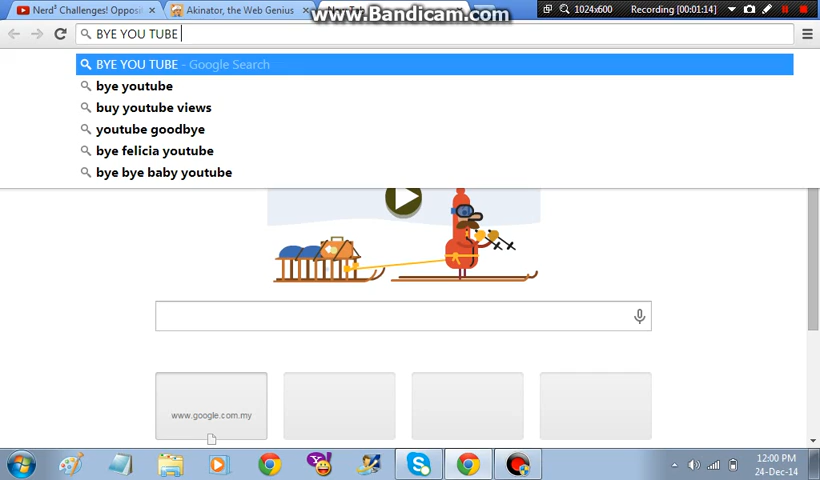 Nerd³ Challenges! Opposit
Akinator, the Web Genius
www.Bandicam.com
1024x600
Recording [00:01:14]
BYE YOU TUBE
BYE YOU TUBE - Google Search
bye youtube
buy youtube views
youtube goodbye
bye felicia youtube
bye bye baby youtube
www.google.com.my
12:00 PM
24-Dec-14